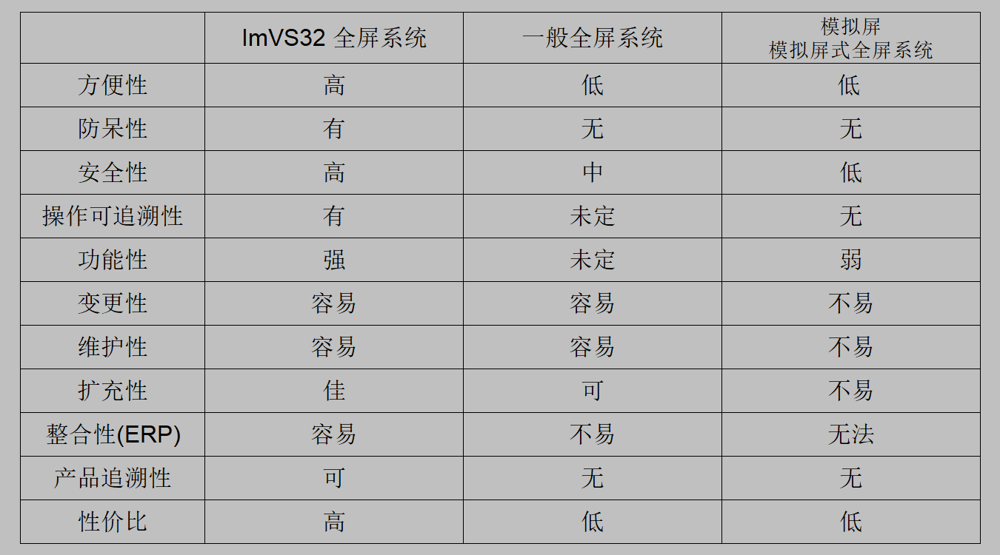 ImVS32 全屏系统 一般全屏系统 模拟屏
模拟屏式全屏系统
方便性 高 低 低
防呆性 有 无 无
安全性 高 中 低
操作可追溯性 有 未定 无
功能性 强 未定 弱
变更性 容易 容易 不易
维护性 容易 容易 不易
扩充性 佳 可 不易
整合性(ERP) 容易 不易 无法
产品追溯性 可 无 无
性价比 高 低 低